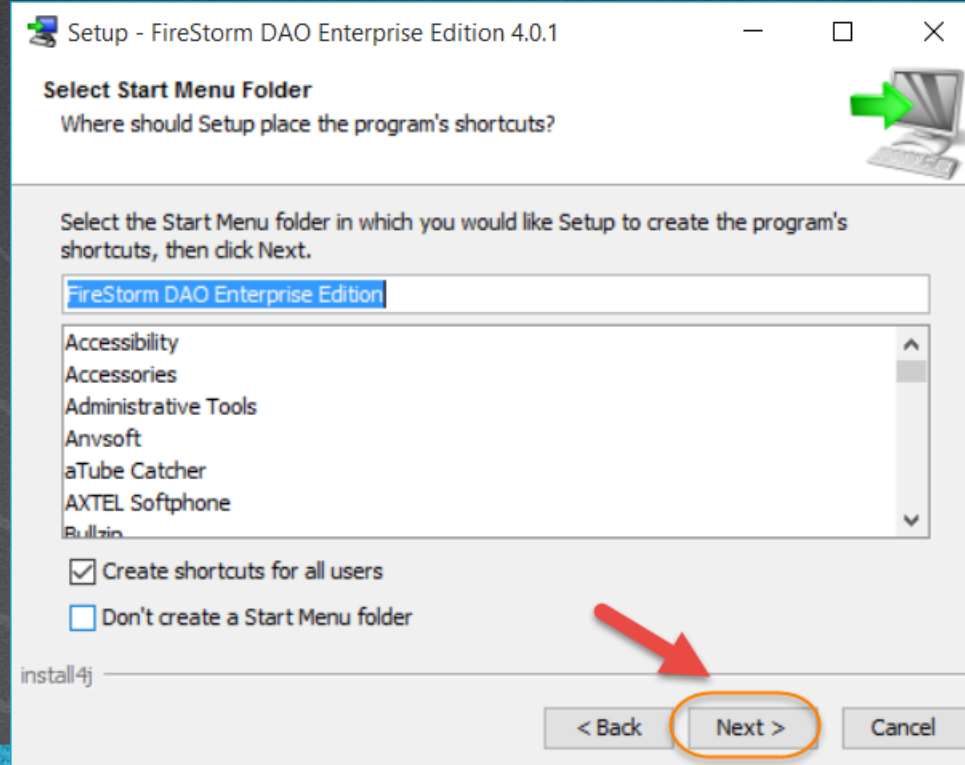 Setup - FireStorm DAO Enterprise Edition 4.0.1
Select Start Menu Folder
Where should Setup place the program's shortcuts?
Select the Start Menu folder in which you would like Setup to create the program's
shortcuts, then click Next.
FireStorm DAO Enterprise Edition
Accessibility
Accessories
Administrative Tools
Anvsoft
aTube Catcher
AXTEL Softphone
Bullzip
Create shortcuts for all users
Don't create a Start Menu folder
install4j
< Back
Next >
Cancel